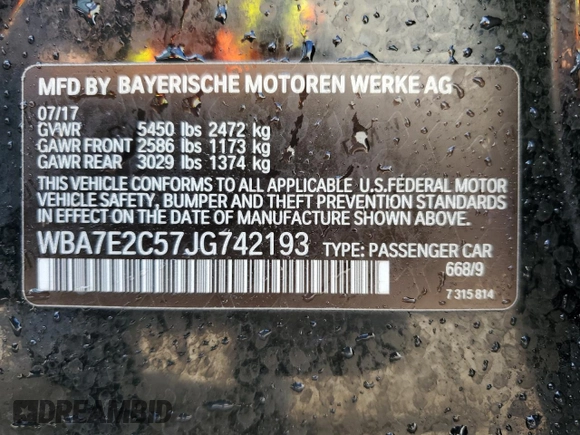 MFD BY BAYERISCHE MOTOREN WERKE AG
07/17
GVWR 5450 lbs 2472 kg
GAWR FRONT 2586 lbs 1173 kg
GAWR REAR 3029 lbs 1374 kg
THIS VEHICLE CONFORMS TO ALL APPLICABLE U.S.FEDERAL MOTOR
VEHICLE SAFETY, BUMPER, AND THEFT PREVENTION STANDARDS
IN EFFECT ON THE DATE OF MANUFACTURE SHOWN ABOVE.
WBA7E2C57JG742193 TYPE: PASSENGER CAR
668/9
7 315 814
DREAMBID